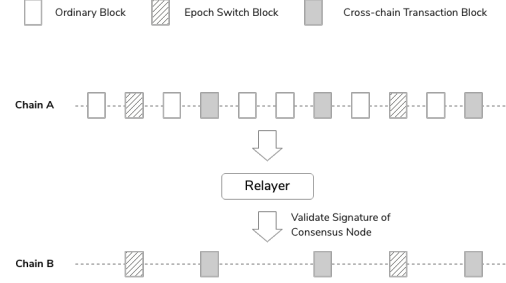 Ordinary Block
Epoch Switch Block
Cross-chain Transaction Block
Chain A
Relayer
Validate Signature of
Consensus Node
Chain B